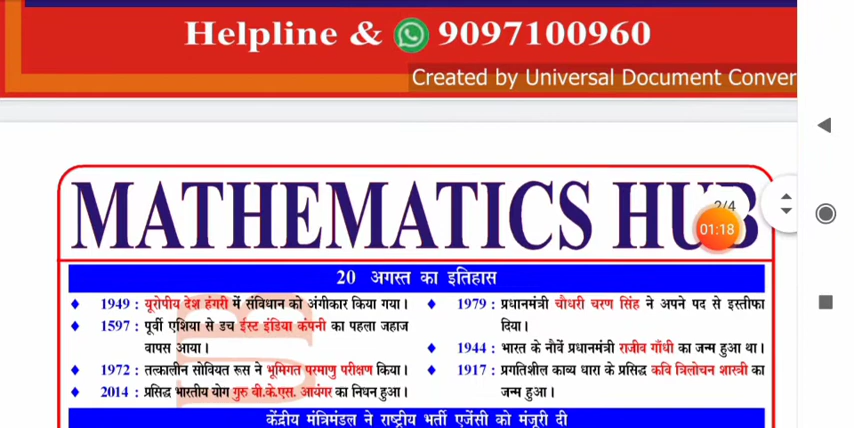 Helpline & 9097100960
Created by Universal Document Conver
MATHEMATICS HUB
2/4
01:18
20 अगस्त का इतिहास
1949 : यूरोपीय देश हंगरी में संविधान को अंगीकार किया गया।
1597 : पूर्वी एशिया से डच ईस्ट इंडिया कंपनी का पहला जहाज
वापस आया।
1972 : तत्कालीन सोवियत रूस ने भूमिगत परमाणु परीक्षण किया।
2014 : प्रसिद्ध भारतीय योग गुरु बी.के.एस. आयंगर का निधन हुआ।
1979 : प्रधानमंत्री चौधरी चरण सिंह ने अपने पद से इस्तीफा
दिया।
1944 : भारत के नौवें प्रधानमंत्री राजीव गाँधी का जन्म हुआ था।
1917 : प्रगतिशील काव्य धारा के प्रसिद्ध कवि त्रिलोचन शास्त्री का
जन्म हुआ।
केंद्रीय मंत्रिमंडल ने राष्ट्रीय भर्ती एजेंसी को मंजूरी दी